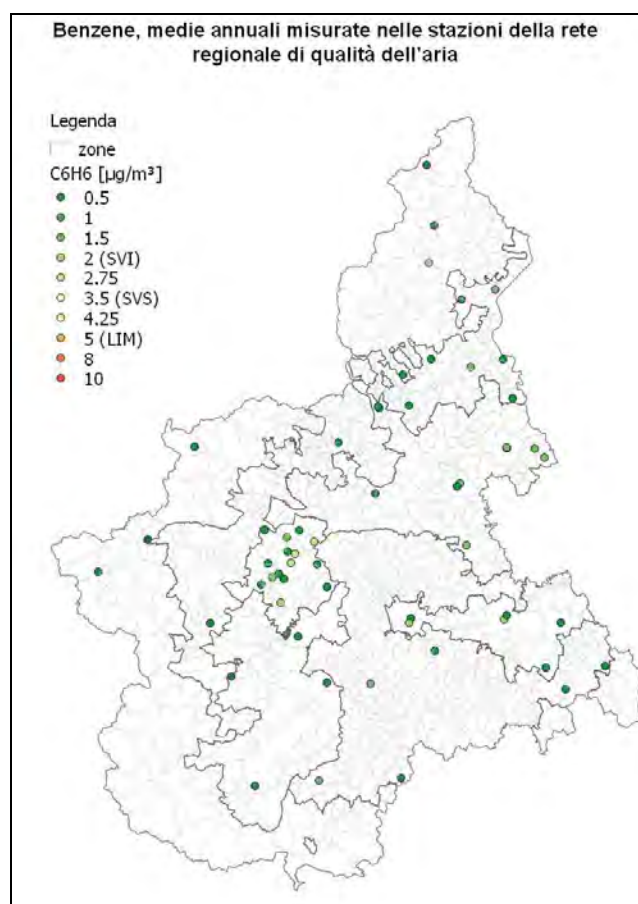 Benzene, medie annuali misurate nelle stazioni della rete
regionale di qualità dell'aria
Legenda
zone
C6H6 [µg/m³]
0.5
1
1.5
2 (SVI)
2.75
3.5 (SVS)
4.25
5 (LIM)
8
10